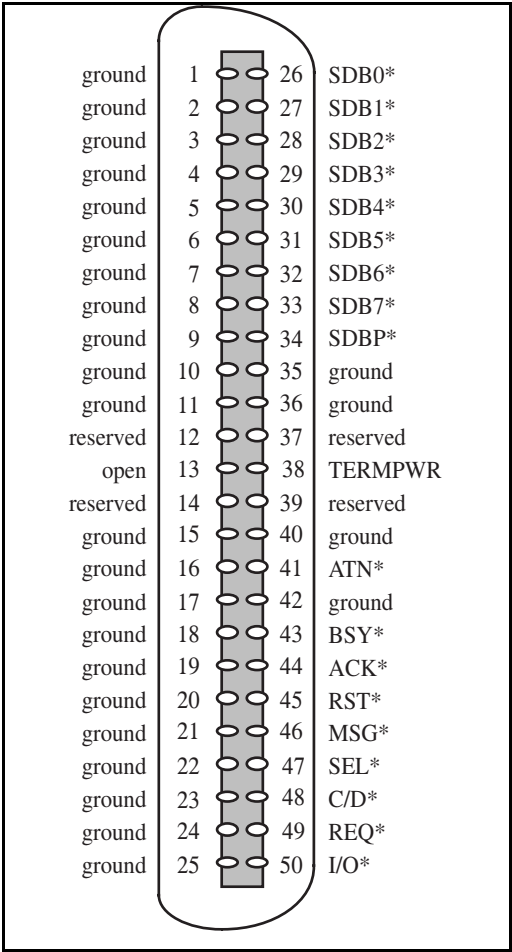 ground 1 26 SDB0*
ground 2 27 SDB1*
ground 3 28 SDB2*
ground 4 29 SDB3*
ground 5 30 SDB4*
ground 6 31 SDB5*
ground 7 32 SDB6*
ground 8 33 SDB7*
ground 9 34 SDBP*
ground 10 35 ground
ground 11 36 ground
reserved 12 37 reserved
open 13 38 TERMPWR
reserved 14 39 reserved
ground 15 40 ground
ground 16 41 ATN*
ground 17 42 ground
ground 18 43 BSY*
ground 19 44 ACK*
ground 20 45 RST*
ground 21 46 MSG*
ground 22 47 SEL*
ground 23 48 C/D*
ground 24 49 REQ*
ground 25 50 I/O*